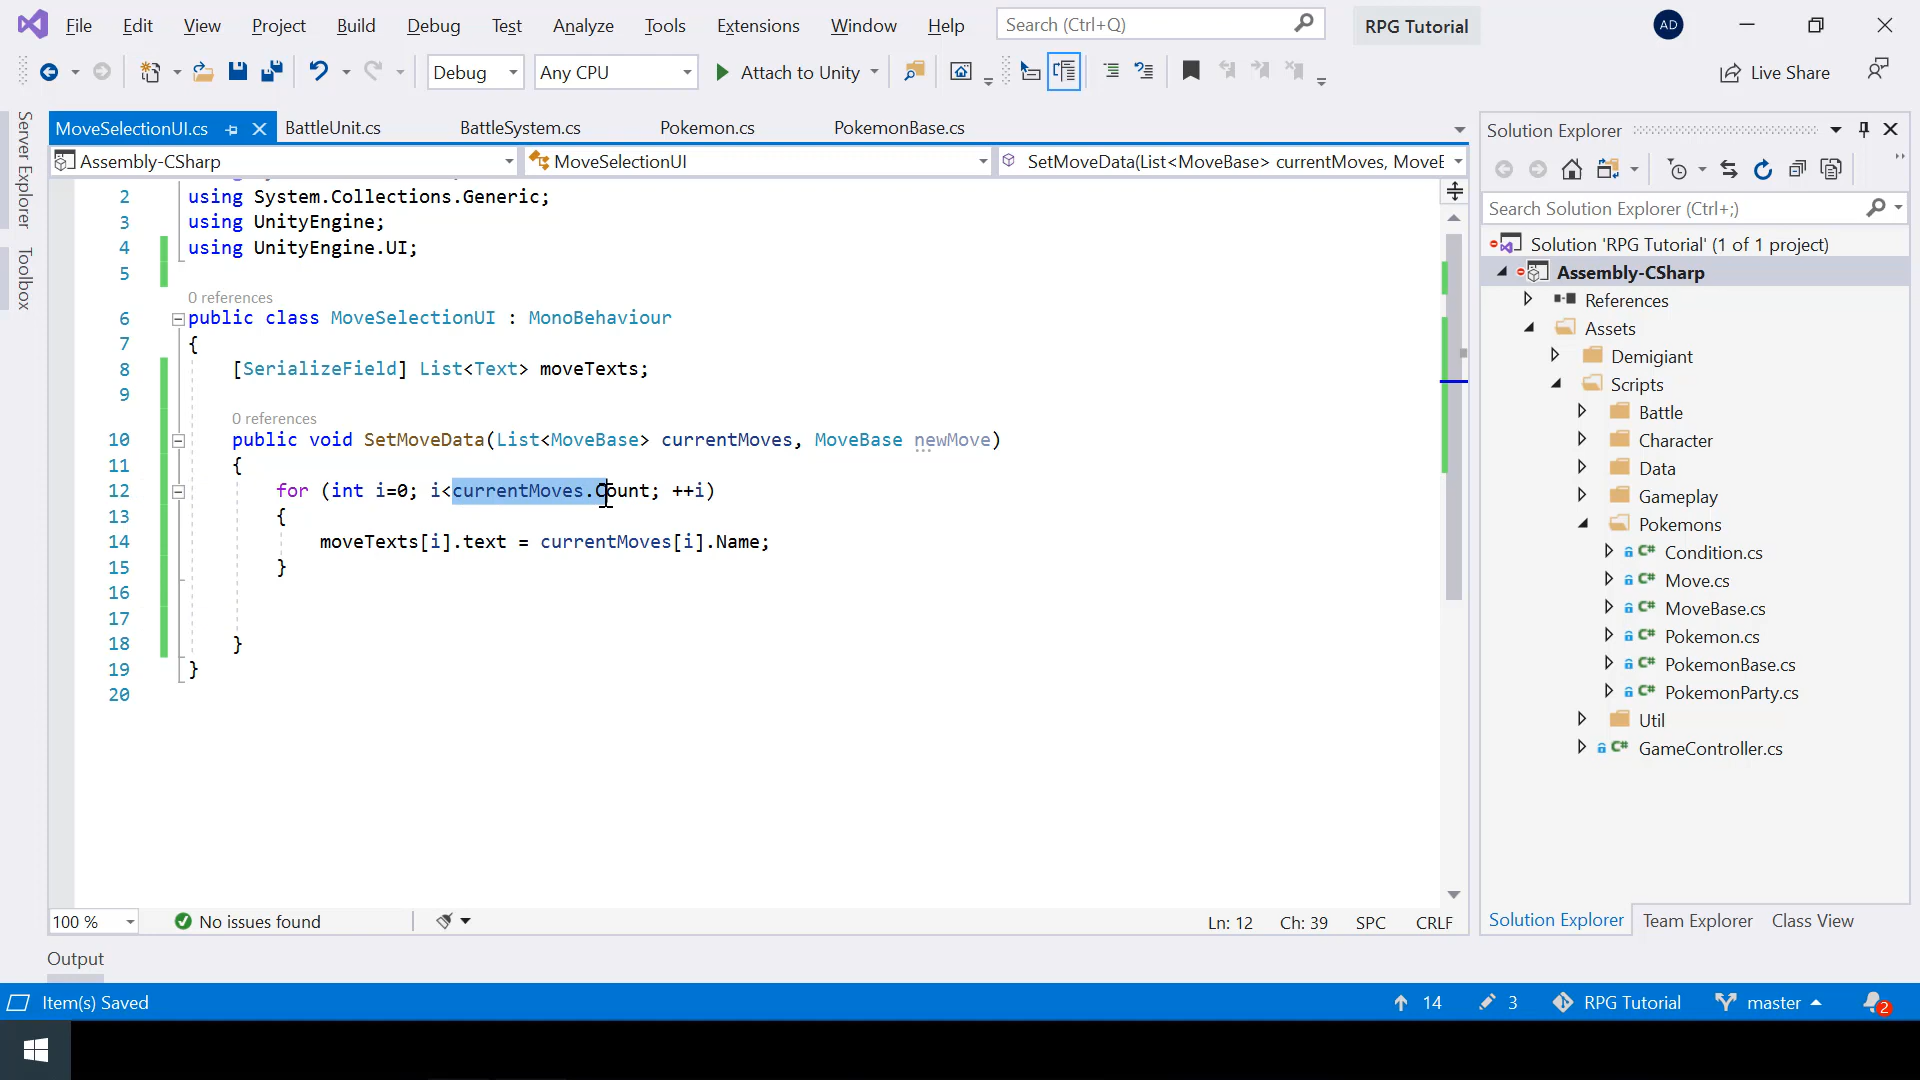 File Edit View Project Build Debug Test Analyze Tools Extensions Window Help Search (Ctrl+Q) RPG Tutorial AD
Debug Any CPU Attach to Unity Live Share
Server Explorer
Toolbox
MoveSelectionUI.cs BattleUnit.cs BattleSystem.cs Pokemon.cs PokemonBase.cs
Assembly-CSharp MoveSelectionUI SetMoveData(List<MoveBase> currentMoves, MoveE
2 using System.Collections.Generic;
3 using UnityEngine;
4 using UnityEngine.UI;
5
0 references
6 public class MoveSelectionUI : MonoBehaviour
7 {
8 [SerializeField] List<Text> moveTexts;
9
0 references
10 public void SetMoveData(List<MoveBase> currentMoves, MoveBase newMove)
11 {
12 for (int i=0; i<currentMoves.Count; ++i)
13 {
14 moveTexts[i].text = currentMoves[i].Name;
15 }
16
17
18 }
19 }
20
100 % No issues found Ln: 12 Ch: 39 SPC CRLF
Output
Solution Explorer
Search Solution Explorer (Ctrl+;)
Solution 'RPG Tutorial' (1 of 1 project)
Assembly-CSharp
References
Assets
Demigiant
Scripts
Battle
Character
Data
Gameplay
Pokemons
C# Condition.cs
C# Move.cs
C# MoveBase.cs
C# Pokemon.cs
C# PokemonBase.cs
C# PokemonParty.cs
Util
C# GameController.cs
Solution Explorer Team Explorer Class View
Item(s) Saved 14 3 RPG Tutorial master 2